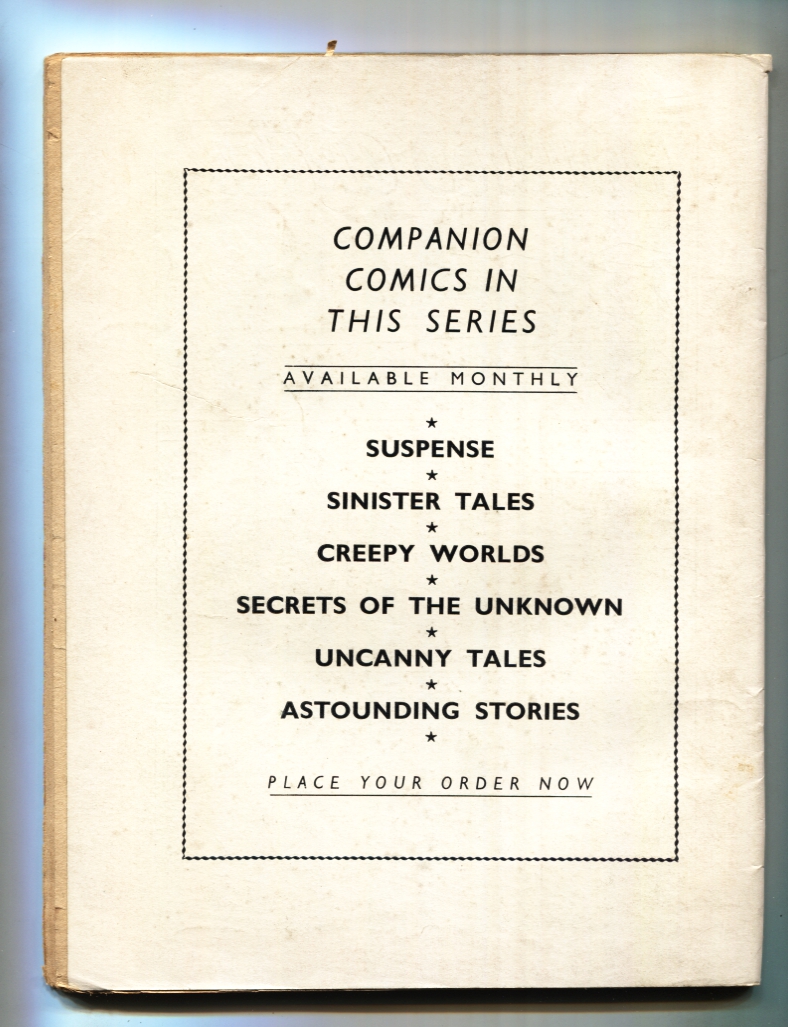 COMPANION
COMICS IN
THIS SERIES
AVAILABLE MONTHLY
★
SUSPENSE
★
SINISTER TALES
★
CREEPY WORLDS
★
SECRETS OF THE UNKNOWN
★
UNCANNY TALES
★
ASTOUNDING STORIES
★
PLACE YOUR ORDER NOW